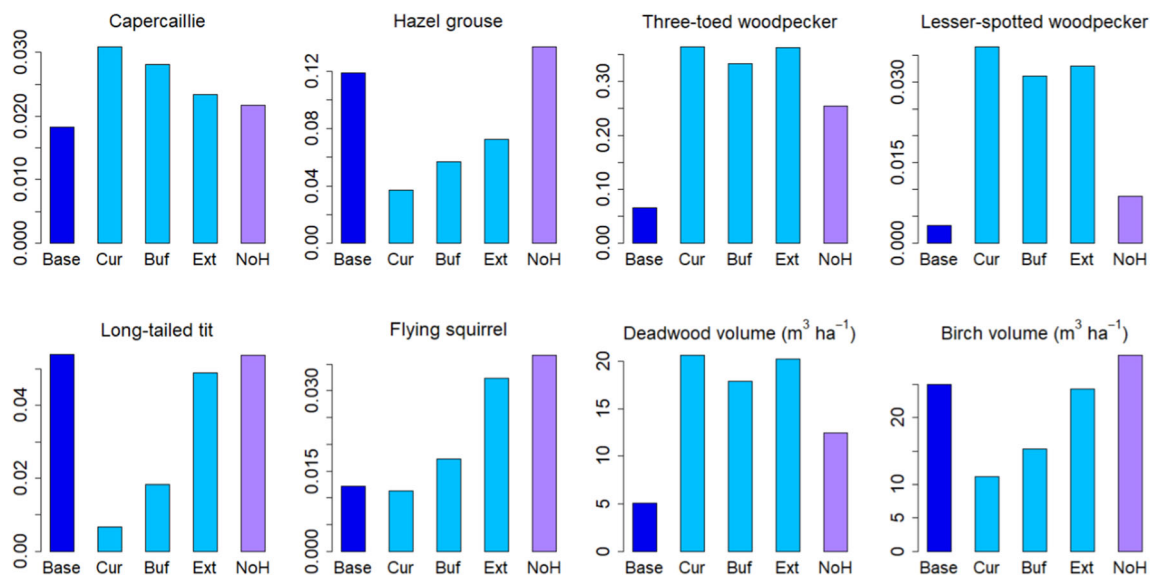 Capercaillie
0.000 0.010 0.020 0.030
Base Cur Buf Ext NoH
Hazel grouse
0.00 0.04 0.08 0.12
Base Cur Buf Ext NoH
Three-toed woodpecker
0.00 0.10 0.20 0.30
Base Cur Buf Ext NoH
Lesser-spotted woodpecker
0.000 0.015 0.030
Base Cur Buf Ext NoH
Long-tailed tit
0.00 0.02 0.04
Base Cur Buf Ext NoH
Flying squirrel
0.000 0.015 0.030
Base Cur Buf Ext NoH
Deadwood volume (m³ ha⁻¹)
0 5 10 15 20
Base Cur Buf Ext NoH
Birch volume (m³ ha⁻¹)
0 5 10 20
Base Cur Buf Ext NoH